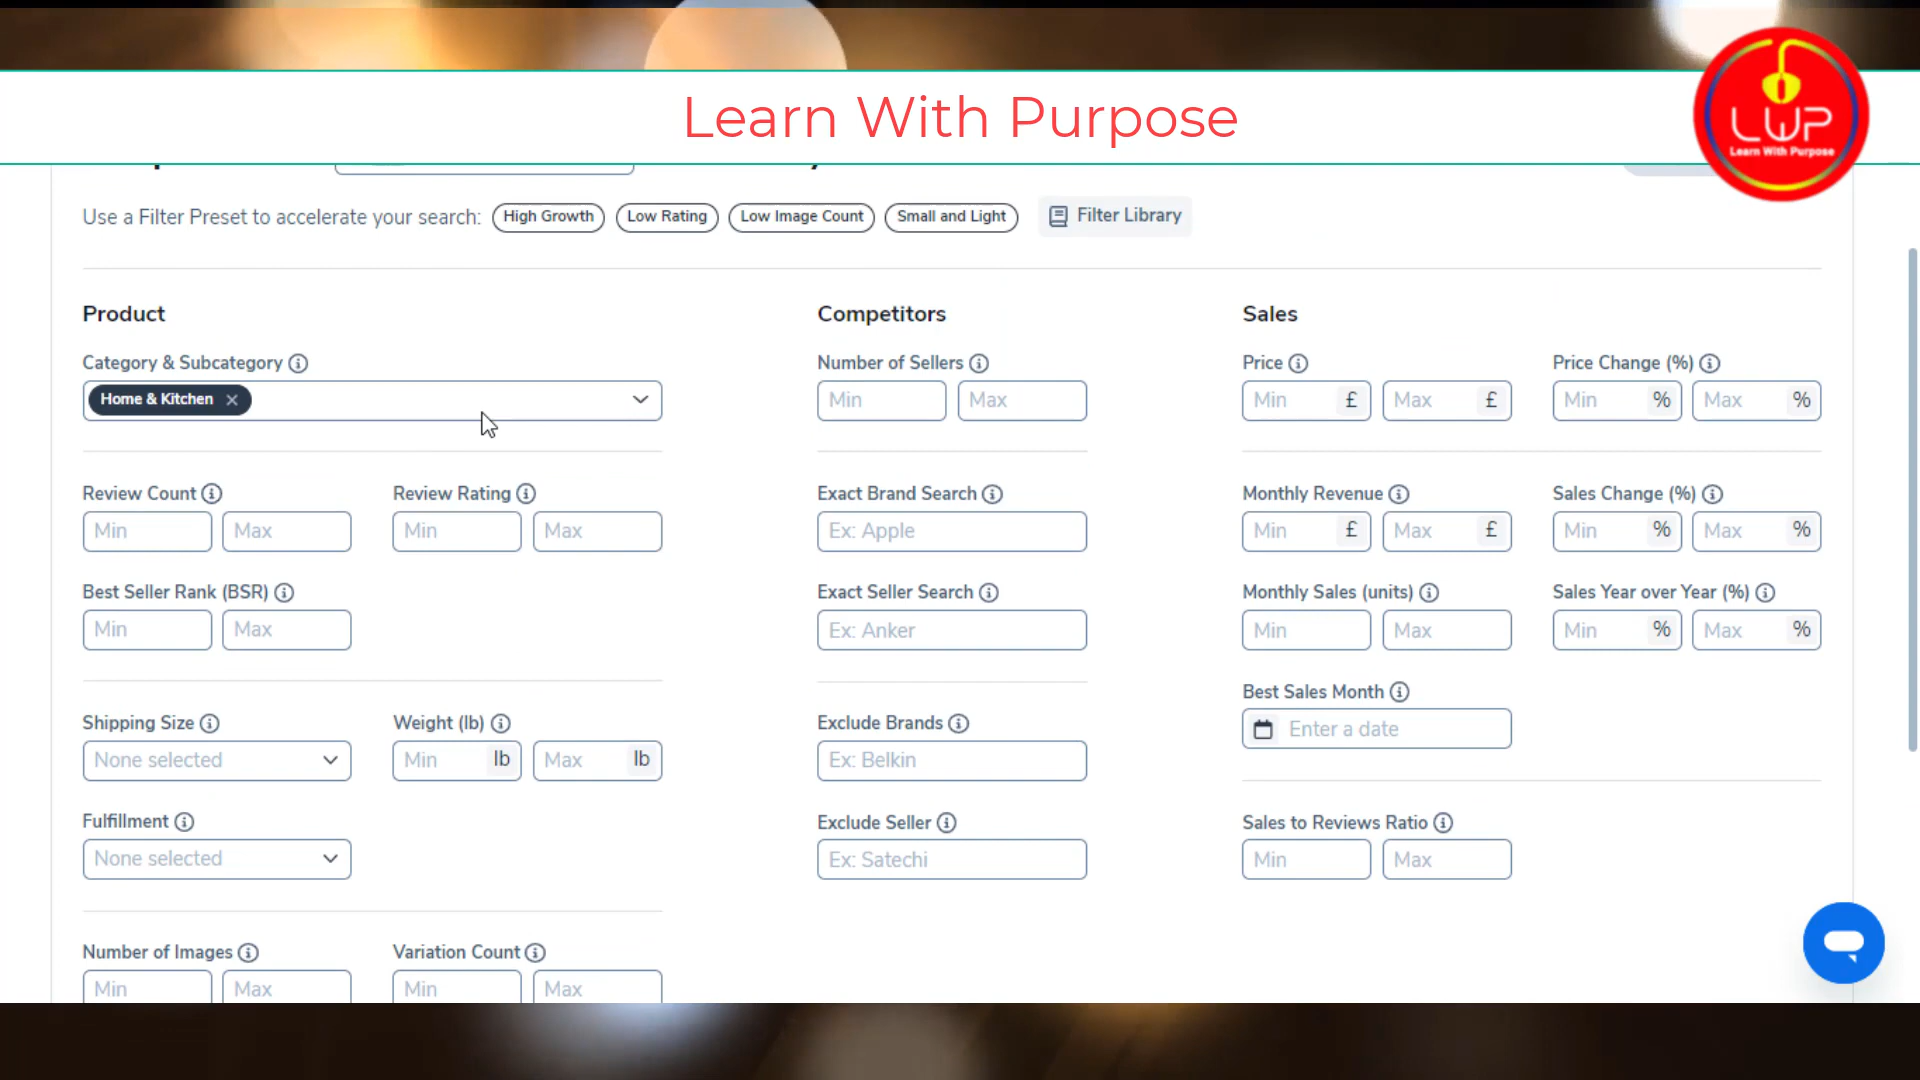 Learn With Purpose
LWP
Learn With Purpose
Use a Filter Preset to accelerate your search: High Growth Low Rating Low Image Count Small and Light Filter Library
Product
Category & Subcategory
Home & Kitchen
Review Count Review Rating
Min Max Min Max
Best Seller Rank (BSR)
Min Max
Shipping Size Weight (lb)
None selected Min lb Max lb
Fulfillment
None selected
Number of Images Variation Count
Min Max Min Max
Competitors
Number of Sellers
Min Max
Exact Brand Search
Ex: Apple
Exact Seller Search
Ex: Anker
Exclude Brands
Ex: Belkin
Exclude Seller
Ex: Satechi
Sales
Price Price Change (%)
Min £ Max £ Min % Max %
Monthly Revenue Sales Change (%)
Min £ Max £ Min % Max %
Monthly Sales (units) Sales Year over Year (%)
Min Max Min % Max %
Best Sales Month
Enter a date
Sales to Reviews Ratio
Min Max